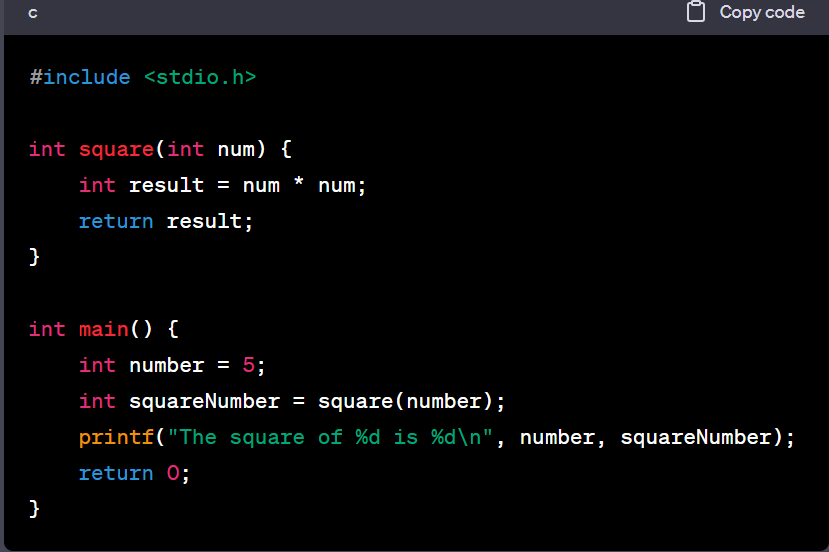 c Copy code
#include <stdio.h>
int square(int num) {
    int result = num * num;
    return result;
}
int main() {
    int number = 5;
    int squareNumber = square(number);
    printf("The square of %d is %d\n", number, squareNumber);
    return 0;
}